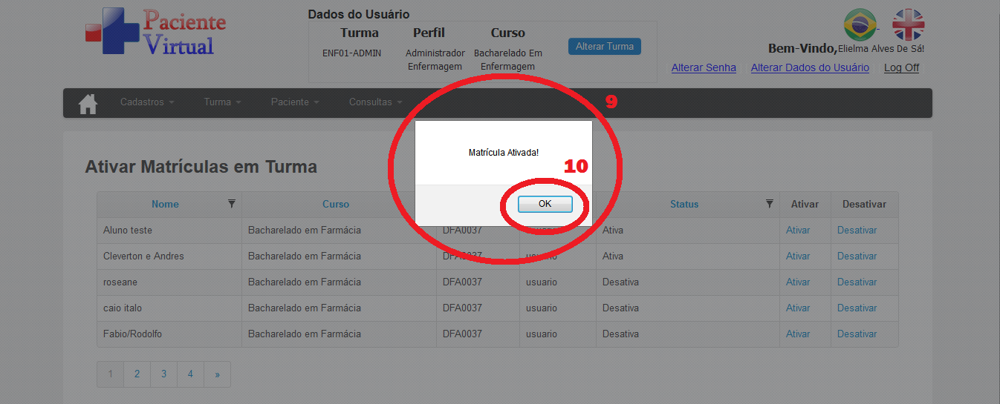 Paciente
Virtual
Dados do Usuário
Turma Perfil Curso
ENF01-ADMIN Administrador Enfermagem Bacharelado Em Enfermagem
Alterar Turma
Bem-Vindo, Elielma Alves De Sá!
Alterar Senha Alterar Dados do Usuário Log Off
Cadastros Turma Paciente Consultas
9
Matrícula Ativada!
10
OK
Ativar Matrículas em Turma
Nome Curso Status Ativar Desativar
Aluno teste Bacharelado em Farmácia DFA0037 usuario Ativa Ativar Desativar
Cleverton e Andres Bacharelado em Farmácia DFA0037 usuario Ativa Ativar Desativar
roseane Bacharelado em Farmácia DFA0037 usuario Desativa Ativar Desativar
caio italo Bacharelado em Farmácia DFA0037 usuario Desativa Ativar Desativar
Fabio/Rodolfo Bacharelado em Farmácia DFA0037 usuario Desativa Ativar Desativar
1 2 3 4 »